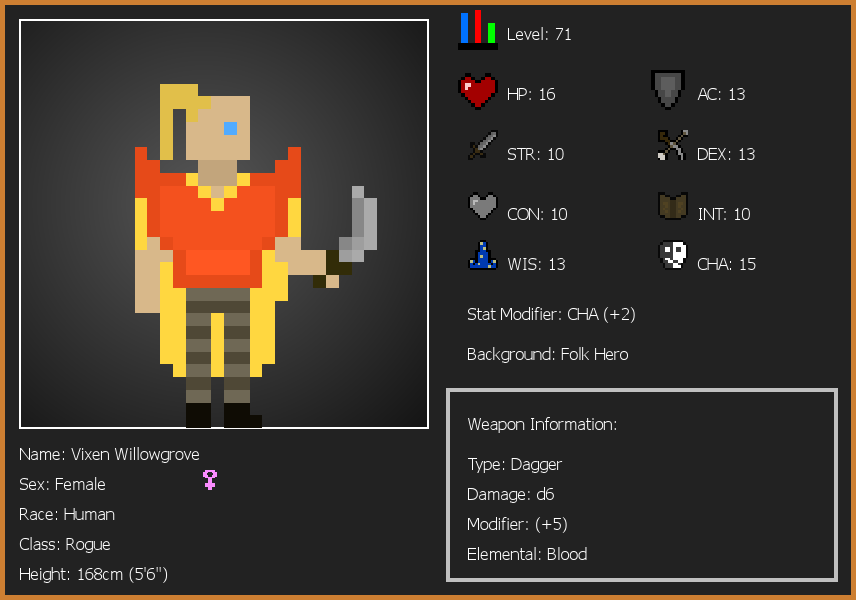 Level: 71
HP: 16
AC: 13
STR: 10
DEX: 13
CON: 10
INT: 10
WIS: 13
CHA: 15
Stat Modifier: CHA (+2)
Background: Folk Hero
Weapon Information:
Type: Dagger
Damage: d6
Modifier: (+5)
Elemental: Blood
Name: Vixen Willowgrove
Sex: Female
Race: Human
Class: Rogue
Height: 168cm (5'6")